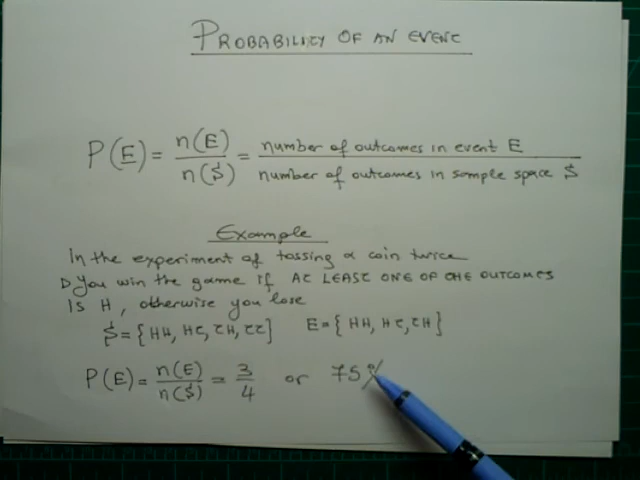 PROBABILITY OF AN EVENT
P(E) = n(E)/n(S) = number of outcomes in event E / number of outcomes in sample space S
Example
In the experiment of tossing a coin twice
▷ you win the game if AT LEAST ONE OF THE OUTCOMES
IS H, otherwise you lose
S = {HH, HT, TH, TT} E = {HH, HT, TH}
P(E) = n(E)/n(S) = 3/4 or 75%